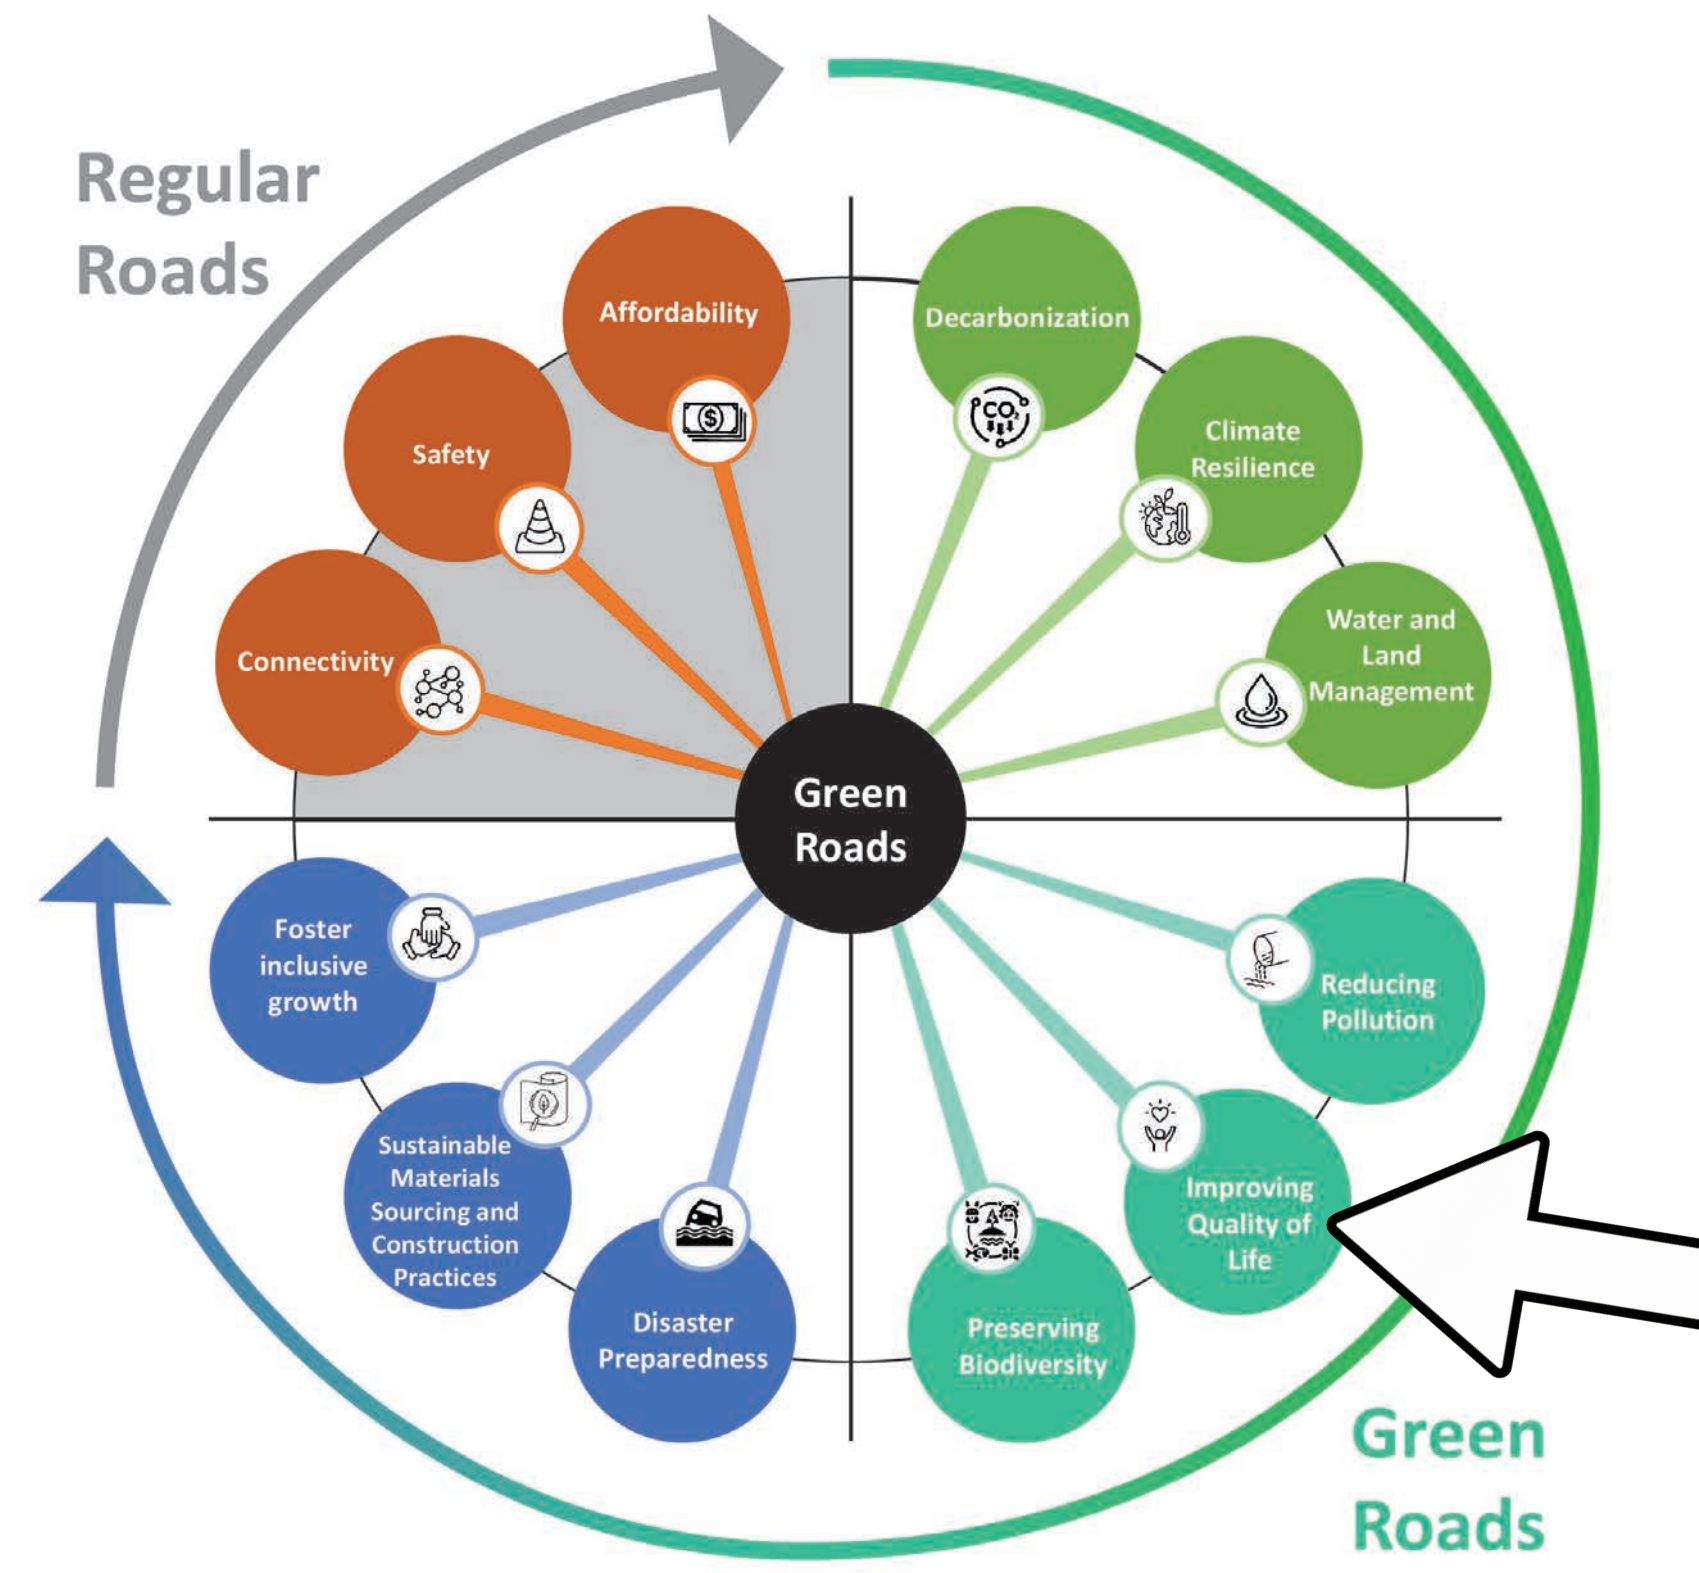 Regular
Roads
Affordability
$
Safety
Connectivity
Decarbonization
CO₂
Climate
Resilience
Water and
Land
Management
Green
Roads
Reducing
Pollution
Improving
Quality of
Life
Preserving
Biodiversity
Disaster
Preparedness
Sustainable
Materials
Sourcing and
Construction
Practices
Foster
inclusive
growth
Green
Roads